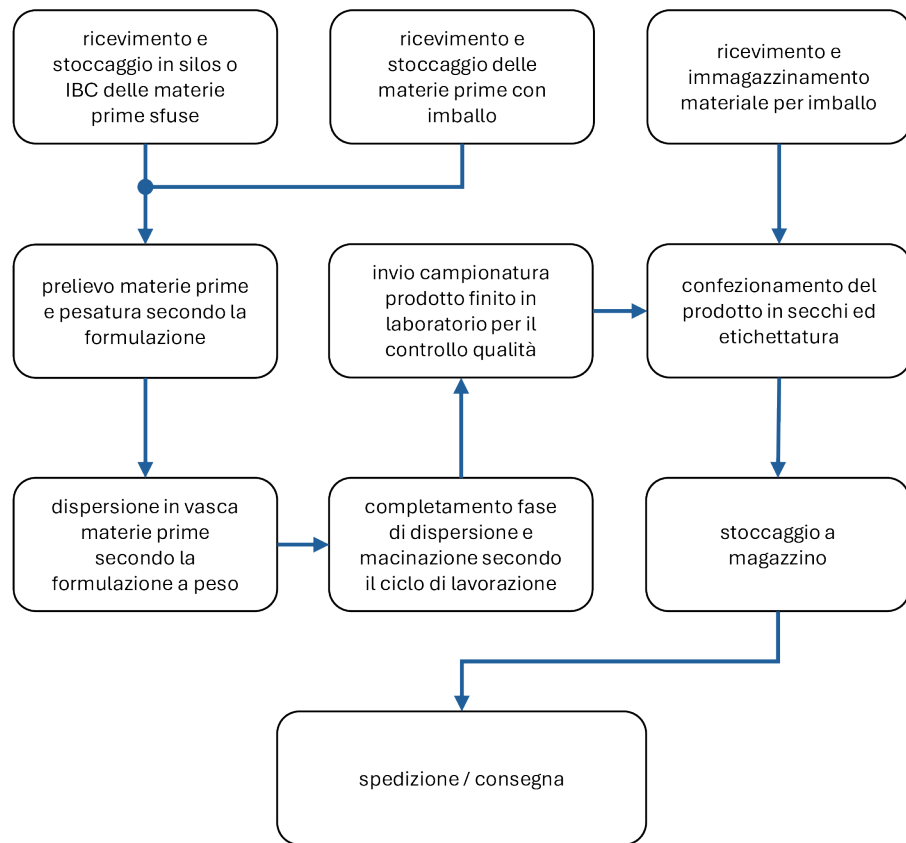 ricevimento e
stoccaggio in silos o
IBC delle materie
prime sfuse
ricevimento e
stoccaggio delle
materie prime con
imballo
ricevimento e
immagazzinamento
materiale per imballo
prelievo materie prime
e pesatura secondo la
formulazione
invio campionatura
prodotto finito in
laboratorio per il
controllo qualità
confezionamento del
prodotto in secchi ed
etichettatura
dispersione in vasca
materie prime
secondo la
formulazione a peso
completamento fase
di dispersione e
macinazione secondo
il ciclo di lavorazione
stoccaggio a
magazzino
spedizione / consegna